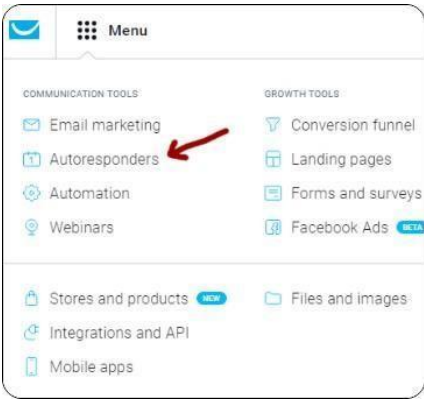 Menu
COMMUNICATION TOOLS
Email marketing
1 Autoresponders
Automation
Webinars
GROWTH TOOLS
Conversion funnel
Landing pages
Forms and surveys
Facebook Ads BETA
Stores and products NEW
Integrations and API
Mobile apps
Files and images